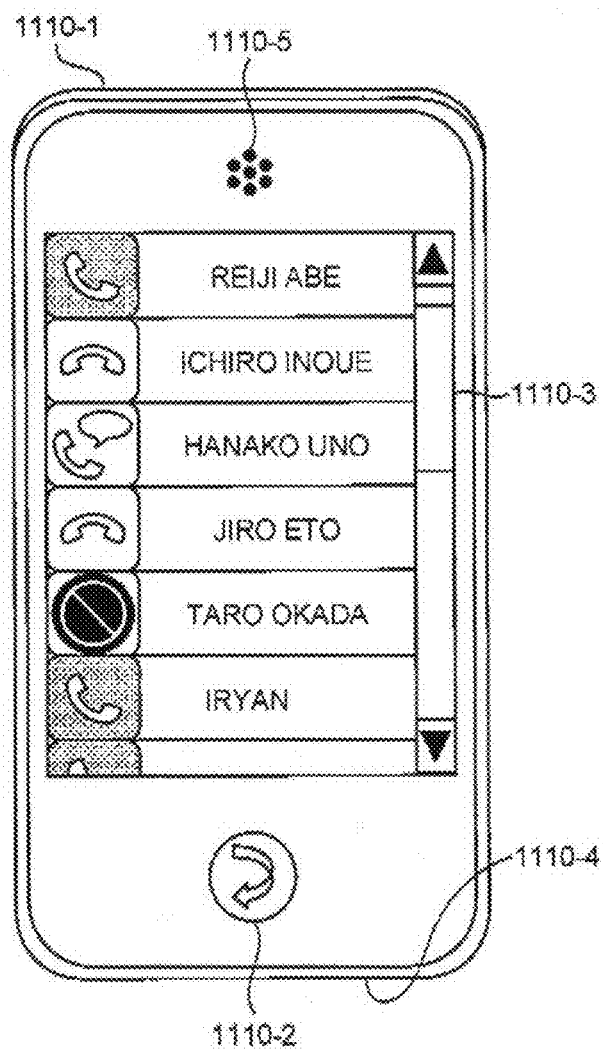 1110-1
1110-5
REIJI ABE
ICHIRO INOUE
1110-3
HANAKO UNO
JIRO ETO
TARO OKADA
IRYAN
1110-4
1110-2